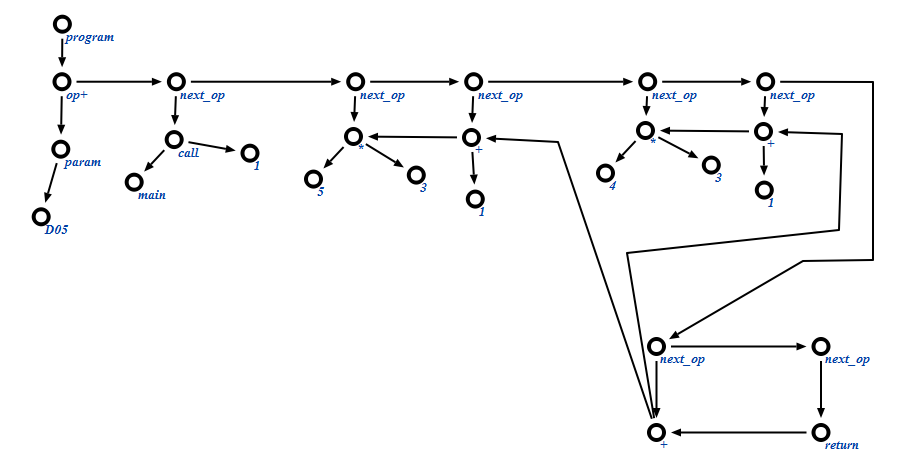 program
op+ next_op next_op next_op next_op next_op
param call * + * +
main 1 5 3 1 4 3 1
D05
next_op next_op
+ return